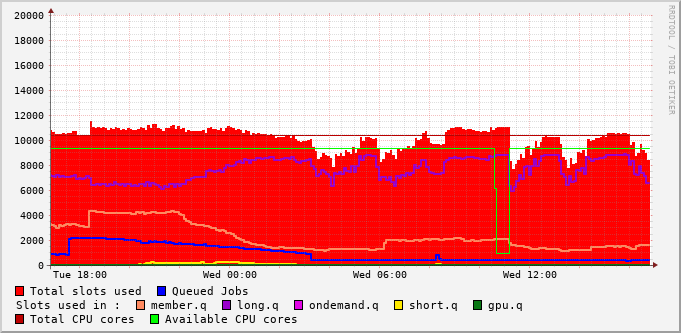 RRDTOOL / TOBI OETIKER
20000
18000
16000
14000
12000
10000
8000
6000
4000
2000
0
Tue 18:00 Wed 00:00 Wed 06:00 Wed 12:00
Total slots used Queued Jobs
Slots used in : member.q long.q ondemand.q short.q gpu.q
Total CPU cores Available CPU cores